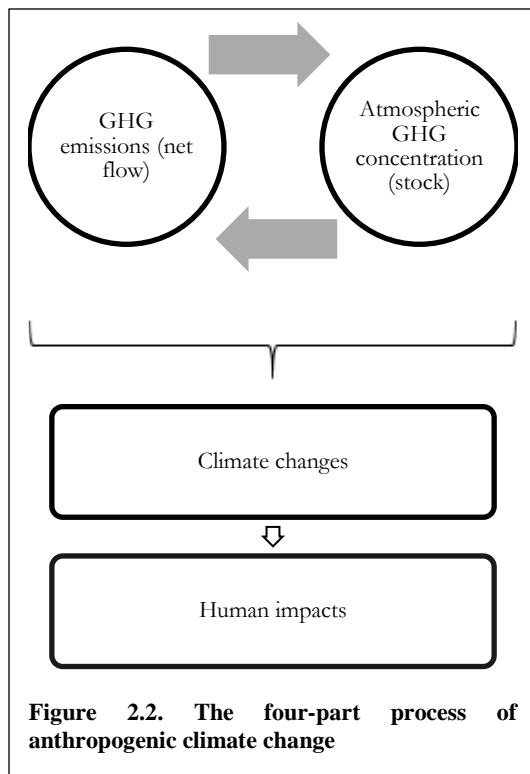 GHG
emissions (net
flow)
Atmospheric
GHG
concentration
(stock)
Climate changes
Human impacts
Figure 2.2. The four-part process of
anthropogenic climate change